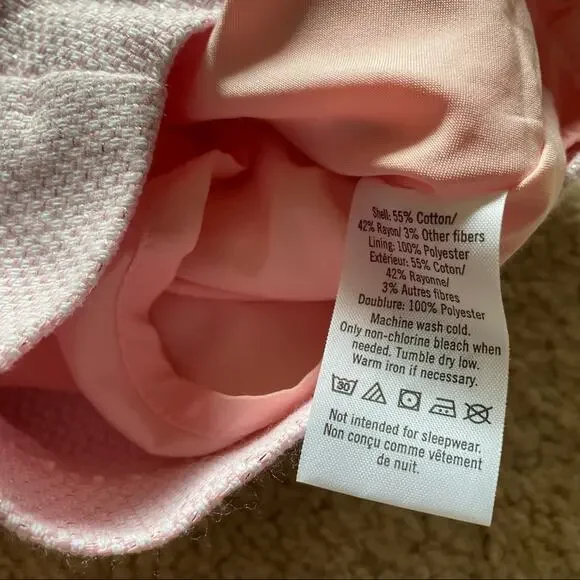 Shell: 55% Cotton/
42% Rayon/ 3% Other fibers
Lining: 100% Polyester
Extérieur: 55% Coton/
42% Rayonne/
3% Autres fibres
Doublure: 100% Polyester
Machine wash cold.
Only non-chlorine bleach when
needed. Tumble dry low.
Warm iron if necessary.
30
Not intended for sleepwear.
Non conçu comme vêtement
de nuit.